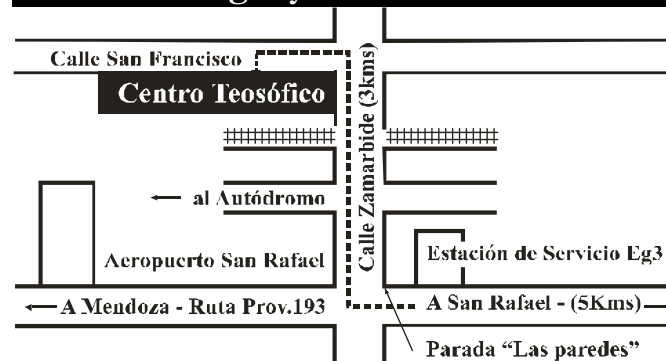 Calle San Francisco
Centro Teosófico
Calle Zamarbide (3kms)
al Autódromo
Aeropuerto San Rafael
Estación de Servicio Eg3
A Mendoza - Ruta Prov.193
A San Rafael - (5Kms)
Parada “Las paredes”